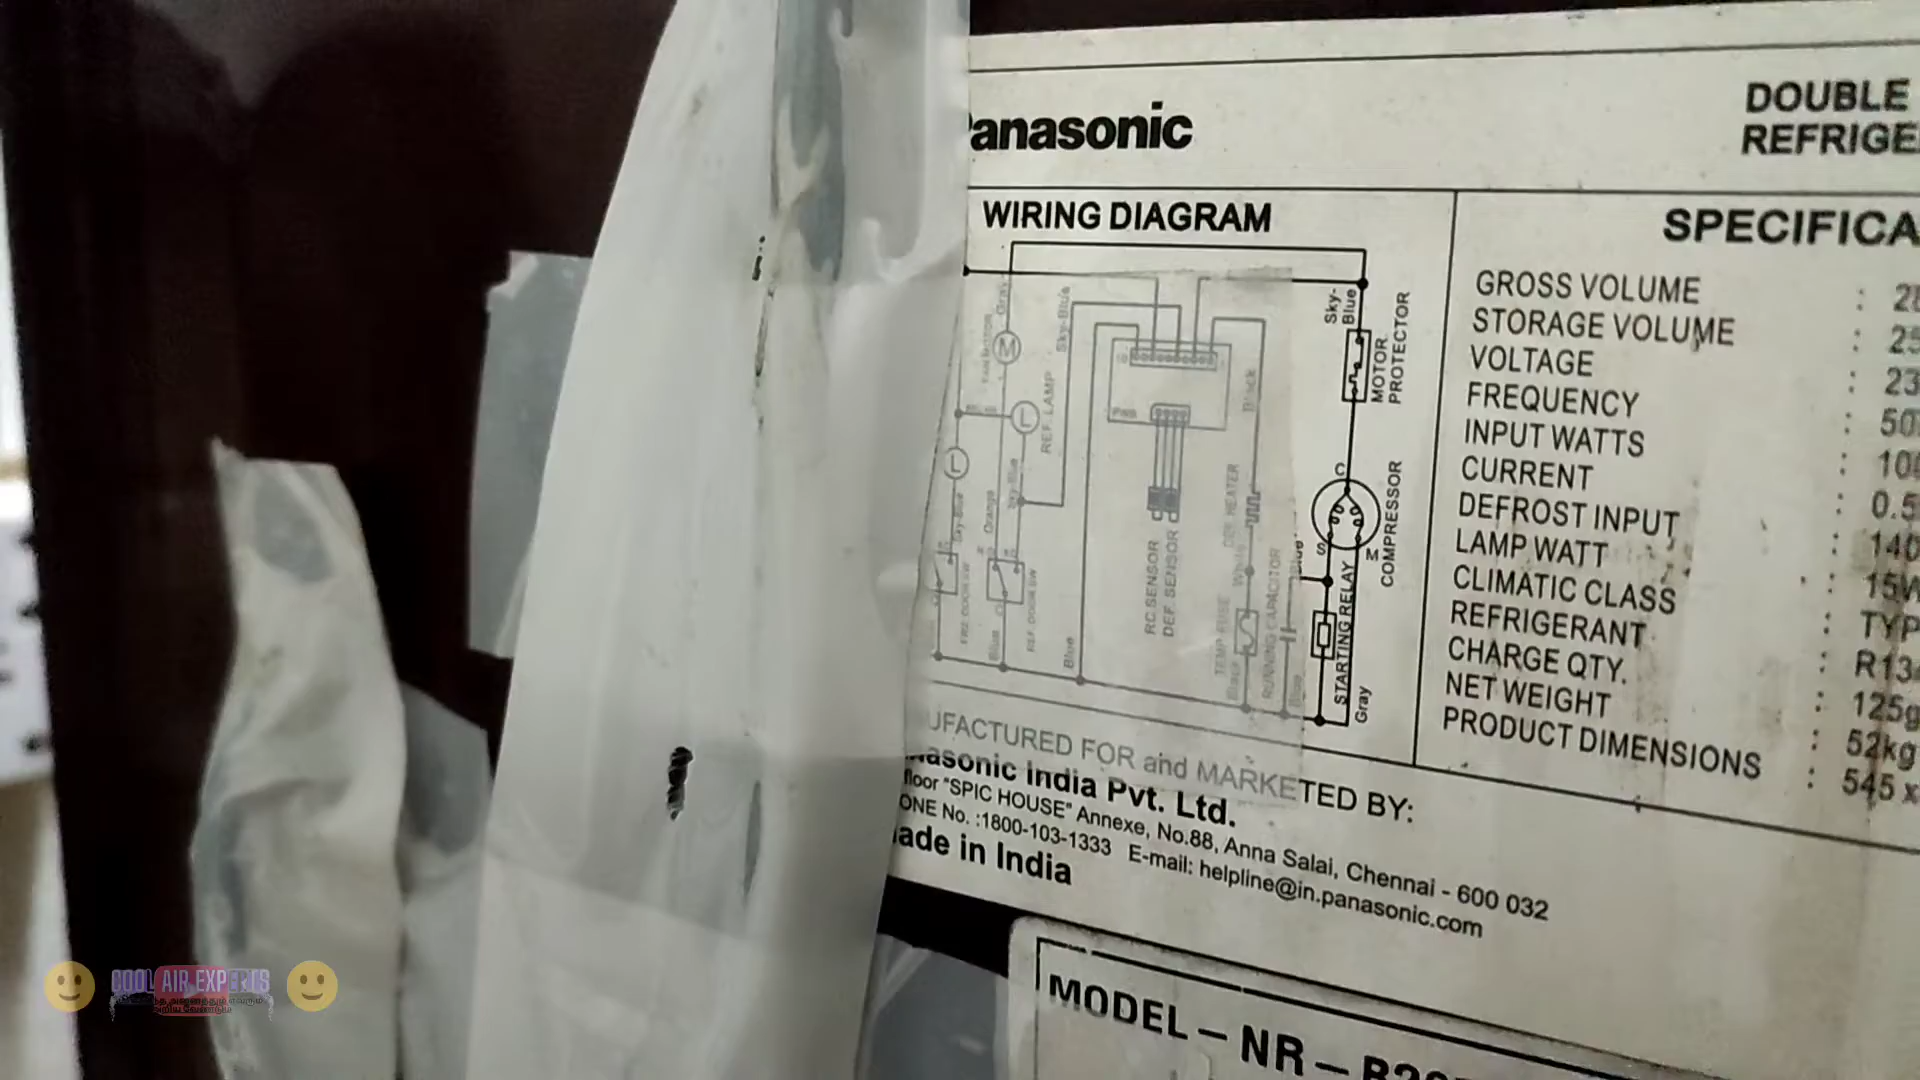 Panasonic
DOUBLE
REFRIGE
WIRING DIAGRAM
SPECIFICA
Gray
FAN MOTOR
M
Sky-Blue
L
REF. LAMP
L
Sky-Blue
Orange
Sky-Blue
FRZ DOOR SW
REF. DOOR SW
Blue
Blue
PWB
RC SENSOR
DEF. SENSOR
Black
DEF. HEATER
White
TEMP FUSE
Black
RUNNING CAPACITOR
Blue
Blue
Sky-
Blue
MOTOR
PROTECTOR
C
S
M
COMPRESSOR
STARTING RELAY
Gray
GROSS VOLUME : 2
STORAGE VOLUME : 25
VOLTAGE : 23
FREQUENCY : 50
INPUT WATTS : 10
CURRENT : 0.5
DEFROST INPUT : 140
LAMP WATT : 15W
CLIMATIC CLASS : TYP
REFRIGERANT : R13
CHARGE QTY. : 125g
NET WEIGHT : 52kg
PRODUCT DIMENSIONS : 545 x
UFACTURED FOR and MARKETED BY:
nasonic India Pvt. Ltd.
floor "SPIC HOUSE" Annexe, No.88, Anna Salai, Chennai - 600 032
ONE No. :1800-103-1333 E-mail: helpline@in.panasonic.com
ade in India
MODEL – NR – B
COOL AIR EXPERTS